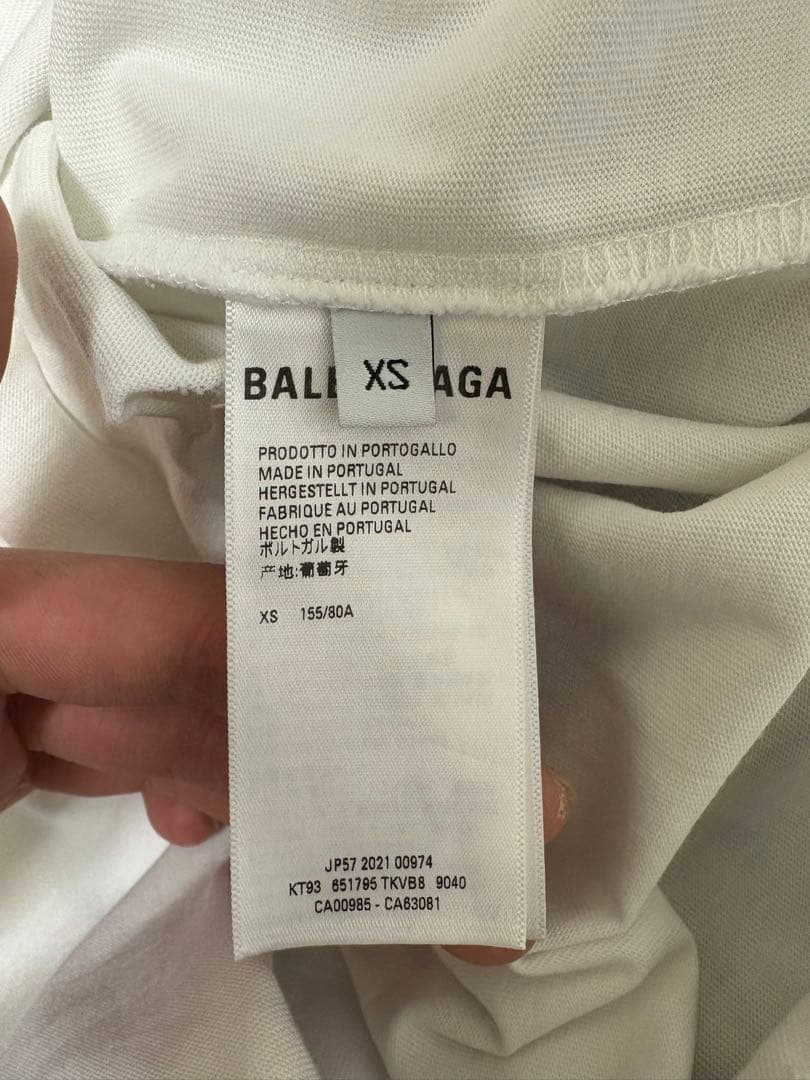 XS
BALE AGA
PRODOTTO IN PORTOGALLO
MADE IN PORTUGAL
HERGESTELLT IN PORTUGAL
FABRIQUE AU PORTUGAL
HECHO EN PORTUGAL
ポルトガル製
产地:葡萄牙
XS 155/80A
JP57 2021 00974
KT93 651795 TKVB8 9040
CA00985 - CA63081